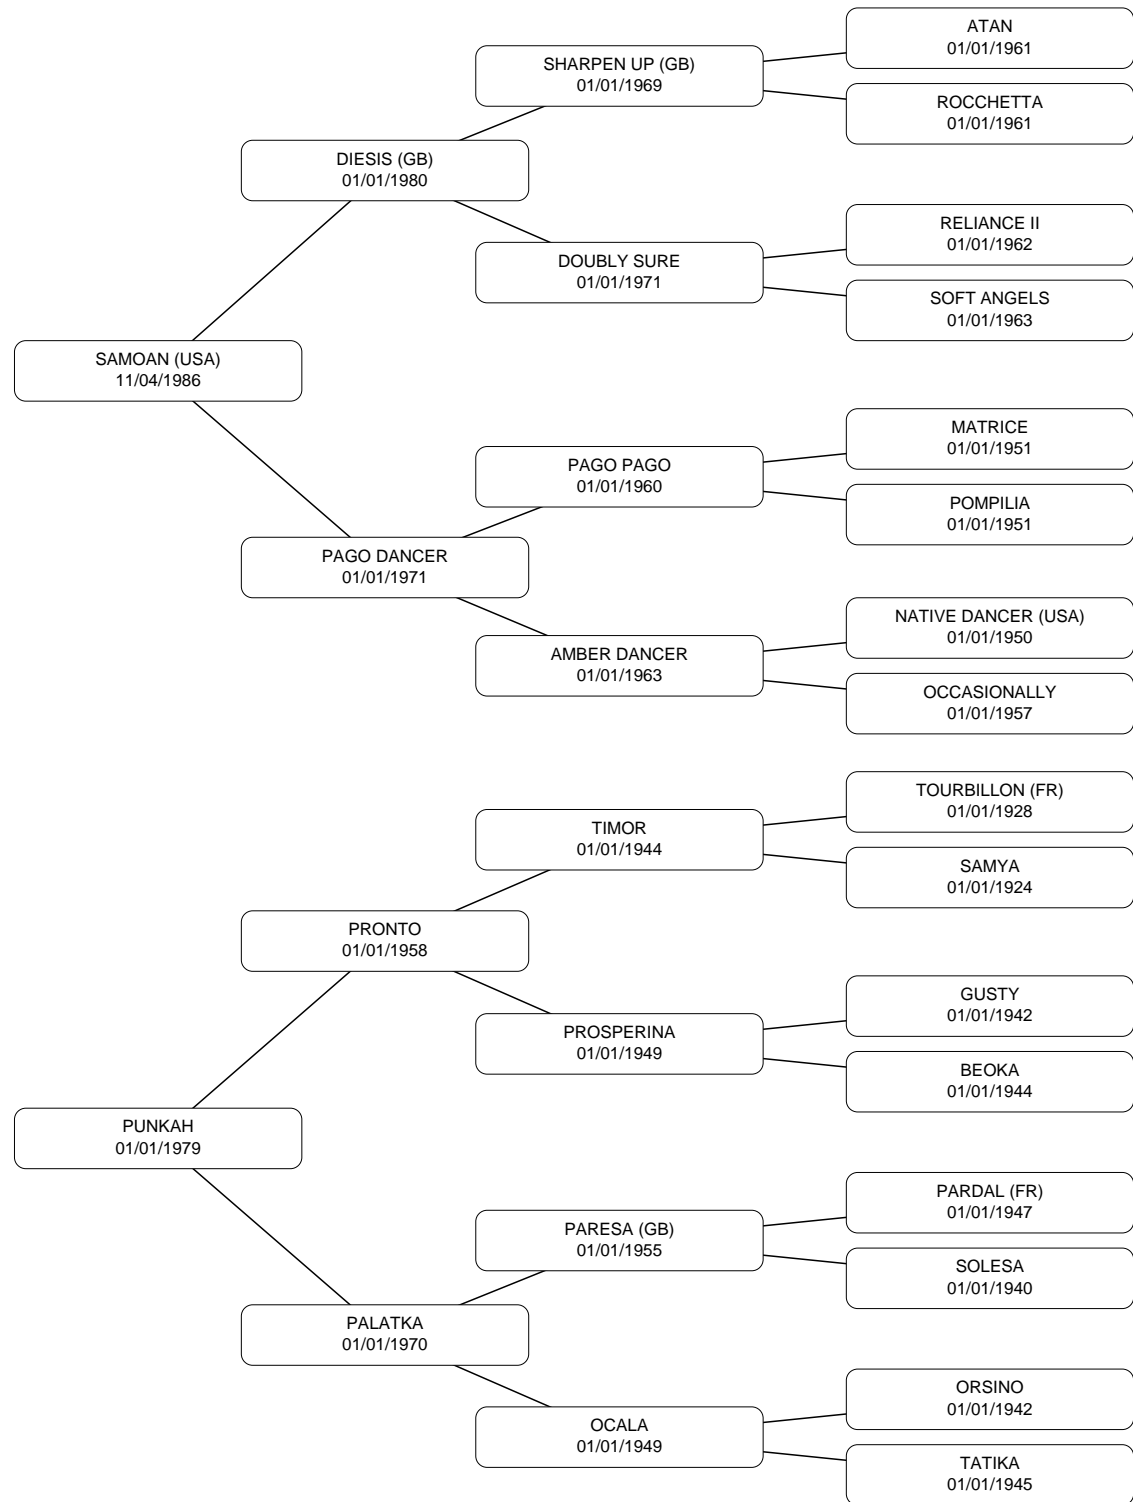 ATAN
01/01/1961
SHARPEN UP (GB)
01/01/1969
ROCCHETTA
01/01/1961
DIESIS (GB)
01/01/1980
RELIANCE II
01/01/1962
DOUBLY SURE
01/01/1971
SOFT ANGELS
01/01/1963
SAMOAN (USA)
11/04/1986
MATRICE
01/01/1951
PAGO PAGO
01/01/1960
POMPILIA
01/01/1951
PAGO DANCER
01/01/1971
NATIVE DANCER (USA)
01/01/1950
AMBER DANCER
01/01/1963
OCCASIONALLY
01/01/1957
TOURBILLON (FR)
01/01/1928
TIMOR
01/01/1944
SAMYA
01/01/1924
PRONTO
01/01/1958
GUSTY
01/01/1942
PROSPERINA
01/01/1949
BEOKA
01/01/1944
PUNKAH
01/01/1979
PARDAL (FR)
01/01/1947
PARESA (GB)
01/01/1955
SOLESA
01/01/1940
PALATKA
01/01/1970
ORSINO
01/01/1942
OCALA
01/01/1949
TATIKA
01/01/1945